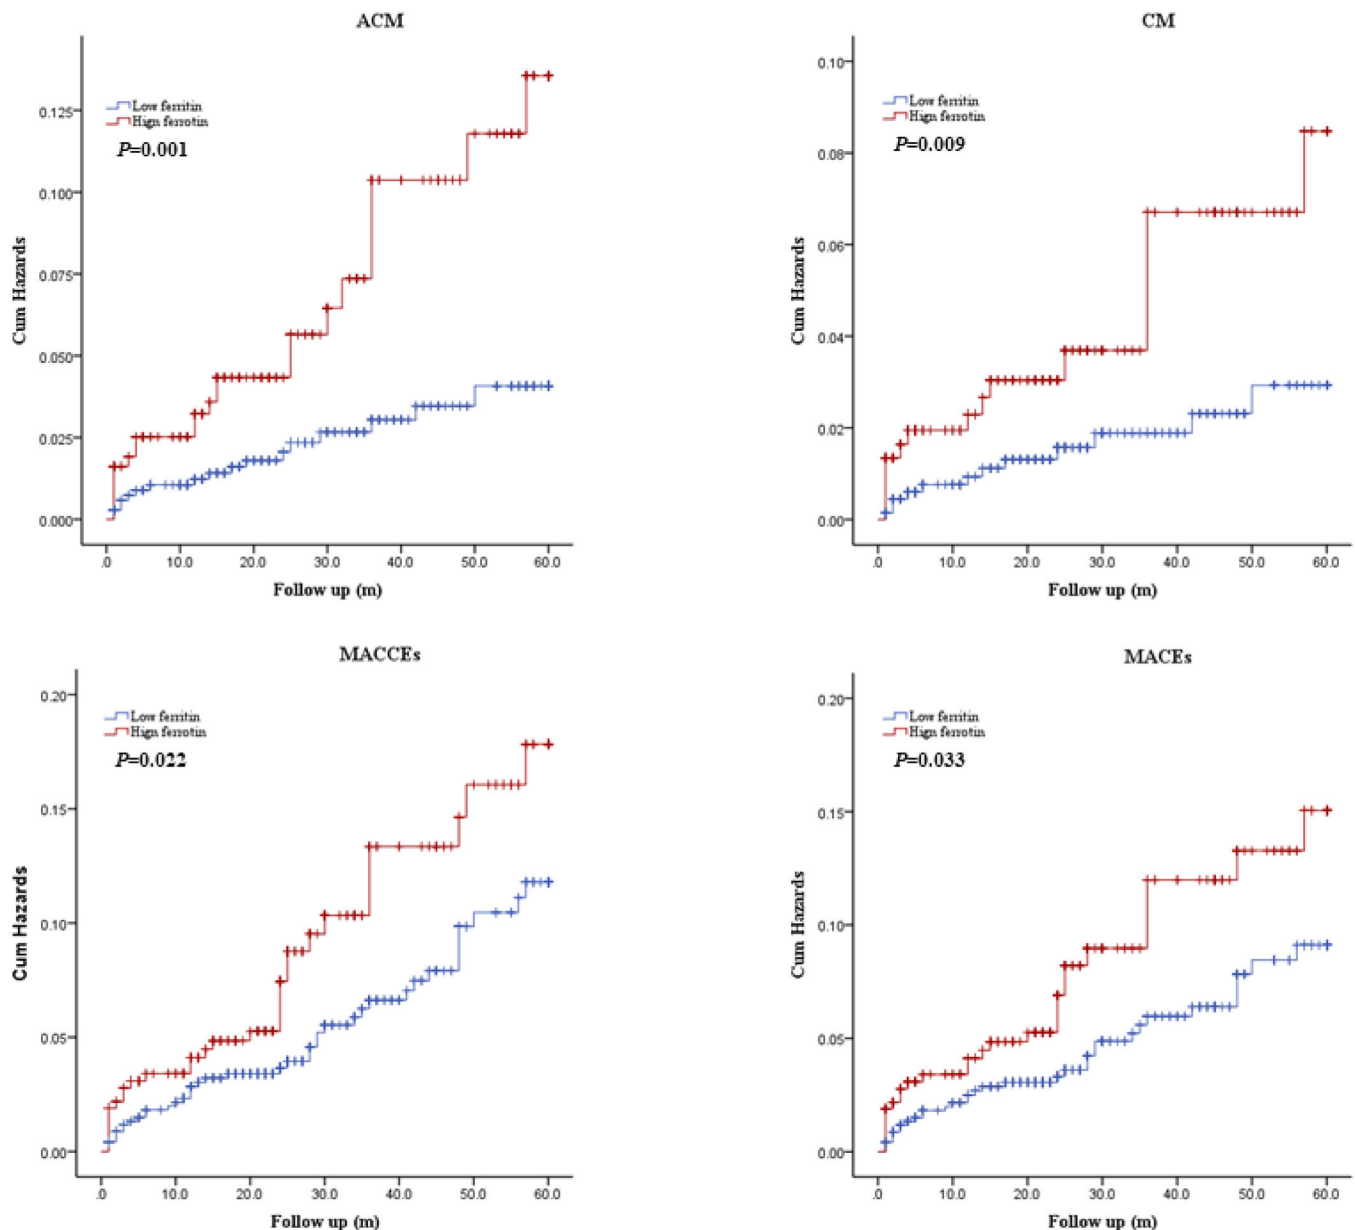 ACM
0.125
0.100
0.075
0.050
0.025
0.000
Cum Hazards
Low ferritin
Hign ferrotin
P=0.001
.0 10.0 20.0 30.0 40.0 50.0 60.0
Follow up (m)
CM
0.10
0.08
0.06
0.04
0.02
0.00
Cum Hazards
Low ferritin
Hign ferrotin
P=0.009
.0 10.0 20.0 30.0 40.0 50.0 60.0
Follow up (m)
MACCEs
0.20
0.15
0.10
0.05
0.00
Cum Hazards
Low ferritin
Hign ferrotin
P=0.022
.0 10.0 20.0 30.0 40.0 50.0 60.0
Follow up (m)
MACEs
0.20
0.15
0.10
0.05
0.00
Cum Hazards
Low ferritin
Hign ferrotin
P=0.033
.0 10.0 20.0 30.0 40.0 50.0 60.0
Follow up (m)